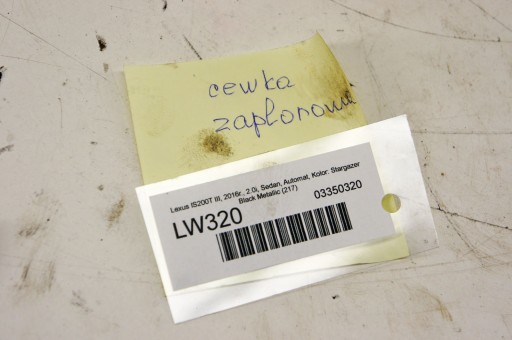 cewka
zapłonowa
Lexus IS200T III, 2016r., 2.0i, Sedan, Automat, Kolor: Stargazer
Black Metallic (217)
LW320
03350320